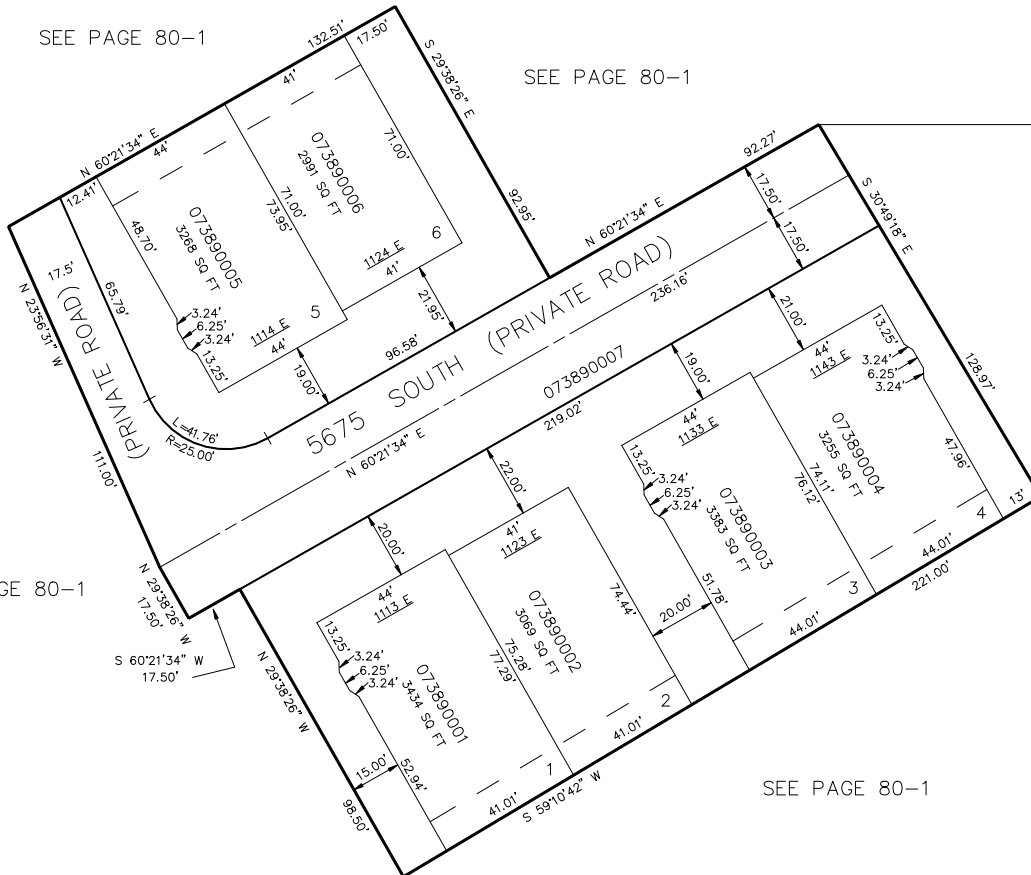 SEE PAGE 80-1
SEE PAGE 80-1
132.51'
17.50'
S 29°38'26" E
41'
N 60°21'34" E
44'
12.41'
073890006
2991 SQ FT
71.00'
92.95'
92.27'
17.50'
S 30°49'18" E
N 60°21'34" E
17.50'
48.70'
073890005
3268 SQ FT
71.00'
73.95'
6
1124 E
41'
21.95'
17.5'
65.79'
(PRIVATE ROAD)
N 23°56'31" W
3.24'
6.25'
3.24'
5
1114 E
44'
13.25'
19.00'
96.58'
236.16'
5675 SOUTH (PRIVATE ROAD)
L=41.76'
R=25.00'
111.00'
N 60°21'34" E
073890007
219.02'
21.00'
19.00'
44'
1143 E
13.25'
3.24'
6.25'
3.24'
128.97'
22.00'
20.00'
44'
1133 E
13.25'
3.24'
6.25'
3.24'
073890003
3383 SQ FT
74.11'
76.12'
073890004
3255 SQ FT
47.96'
4
13'
44.01'
221.00'
3
44.01'
51.78'
20.00'
GE 80-1
N 29°38'26" W
17.50'
S 60°21'34" W
17.50'
N 29°38'26" W
44'
1113 E
13.25'
3.24'
6.25'
3.24'
073890001
3434 SQ FT
41'
1123 E
073890002
3069 SQ FT
74.44'
75.28'
77.29'
2
41.01'
15.00'
52.94'
98.50'
1
41.01'
S 59°10'42" W
SEE PAGE 80-1